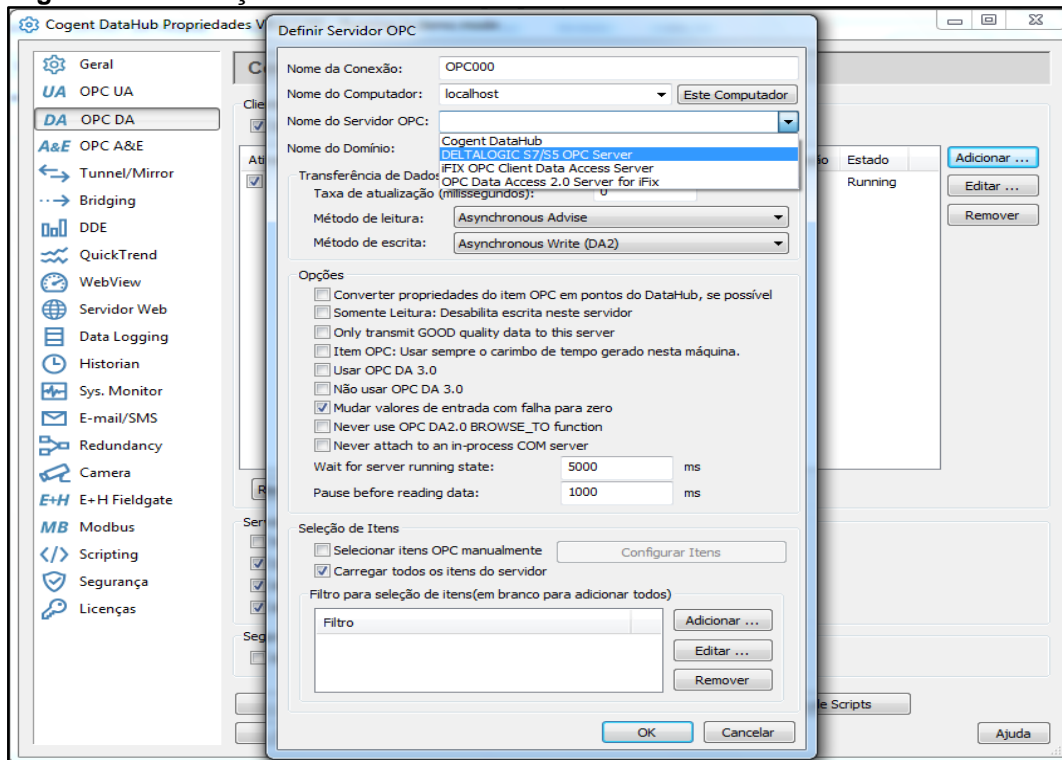 Cogent DataHub Propriedades V
Definir Servidor OPC
Geral
UA OPC UA
DA OPC DA
A&E OPC A&E
Tunnel/Mirror
Bridging
DDE
QuickTrend
WebView
Servidor Web
Data Logging
Historian
Sys. Monitor
E-mail/SMS
Redundancy
Camera
E+H E+H Fieldgate
MB Modbus
Scripting
Segurança
Licenças
Clie
Ati
Ser
Seg
Nome da Conexão: OPC000
Nome do Computador: localhost Este Computador
Nome do Servidor OPC:
Cogent DataHub
DELTALOGIC S7/S5 OPC Server
iFIX OPC Client Data Access Server
OPC Data Access 2.0 Server for iFix
Nome do Domínio:
Transferência de Dados
Taxa de atualização (milissegundos): 0
Método de leitura: Asynchronous Advise
Método de escrita: Asynchronous Write (DA2)
Opções
Converter propriedades do item OPC em pontos do DataHub, se possível
Somente Leitura: Desabilita escrita neste servidor
Only transmit GOOD quality data to this server
Item OPC: Usar sempre o carimbo de tempo gerado nesta máquina.
Usar OPC DA 3.0
Não usar OPC DA 3.0
Mudar valores de entrada com falha para zero
Never use OPC DA2.0 BROWSE_TO function
Never attach to an in-process COM server
Wait for server running state: 5000 ms
Pause before reading data: 1000 ms
Seleção de Itens
Selecionar itens OPC manualmente Configurar Itens
Carregar todos os itens do servidor
Filtro para seleção de itens(em branco para adicionar todos)
Filtro
Adicionar ...
Editar ...
Remover
OK Cancelar
ão Estado
Running
Adicionar ...
Editar ...
Remover
de Scripts
Ajuda